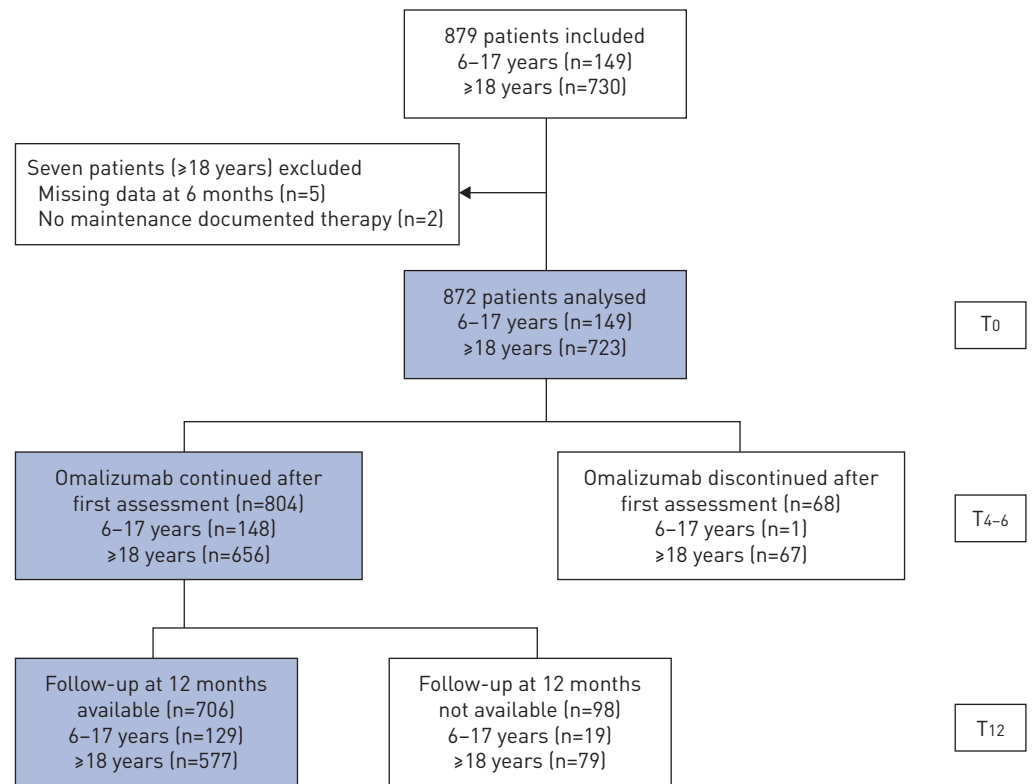 879 patients included
6–17 years (n=149)
⩾18 years (n=730)
Seven patients (⩾18 years) excluded
Missing data at 6 months (n=5)
No maintenance documented therapy (n=2)
872 patients analysed
6–17 years (n=149)
⩾18 years (n=723)
T0
Omalizumab continued after
first assessment (n=804)
6–17 years (n=148)
⩾18 years (n=656)
Omalizumab discontinued after
first assessment (n=68)
6–17 years (n=1)
⩾18 years (n=67)
T4–6
Follow-up at 12 months
available (n=706)
6–17 years (n=129)
⩾18 years (n=577)
Follow-up at 12 months
not available (n=98)
6–17 years (n=19)
⩾18 years (n=79)
T12